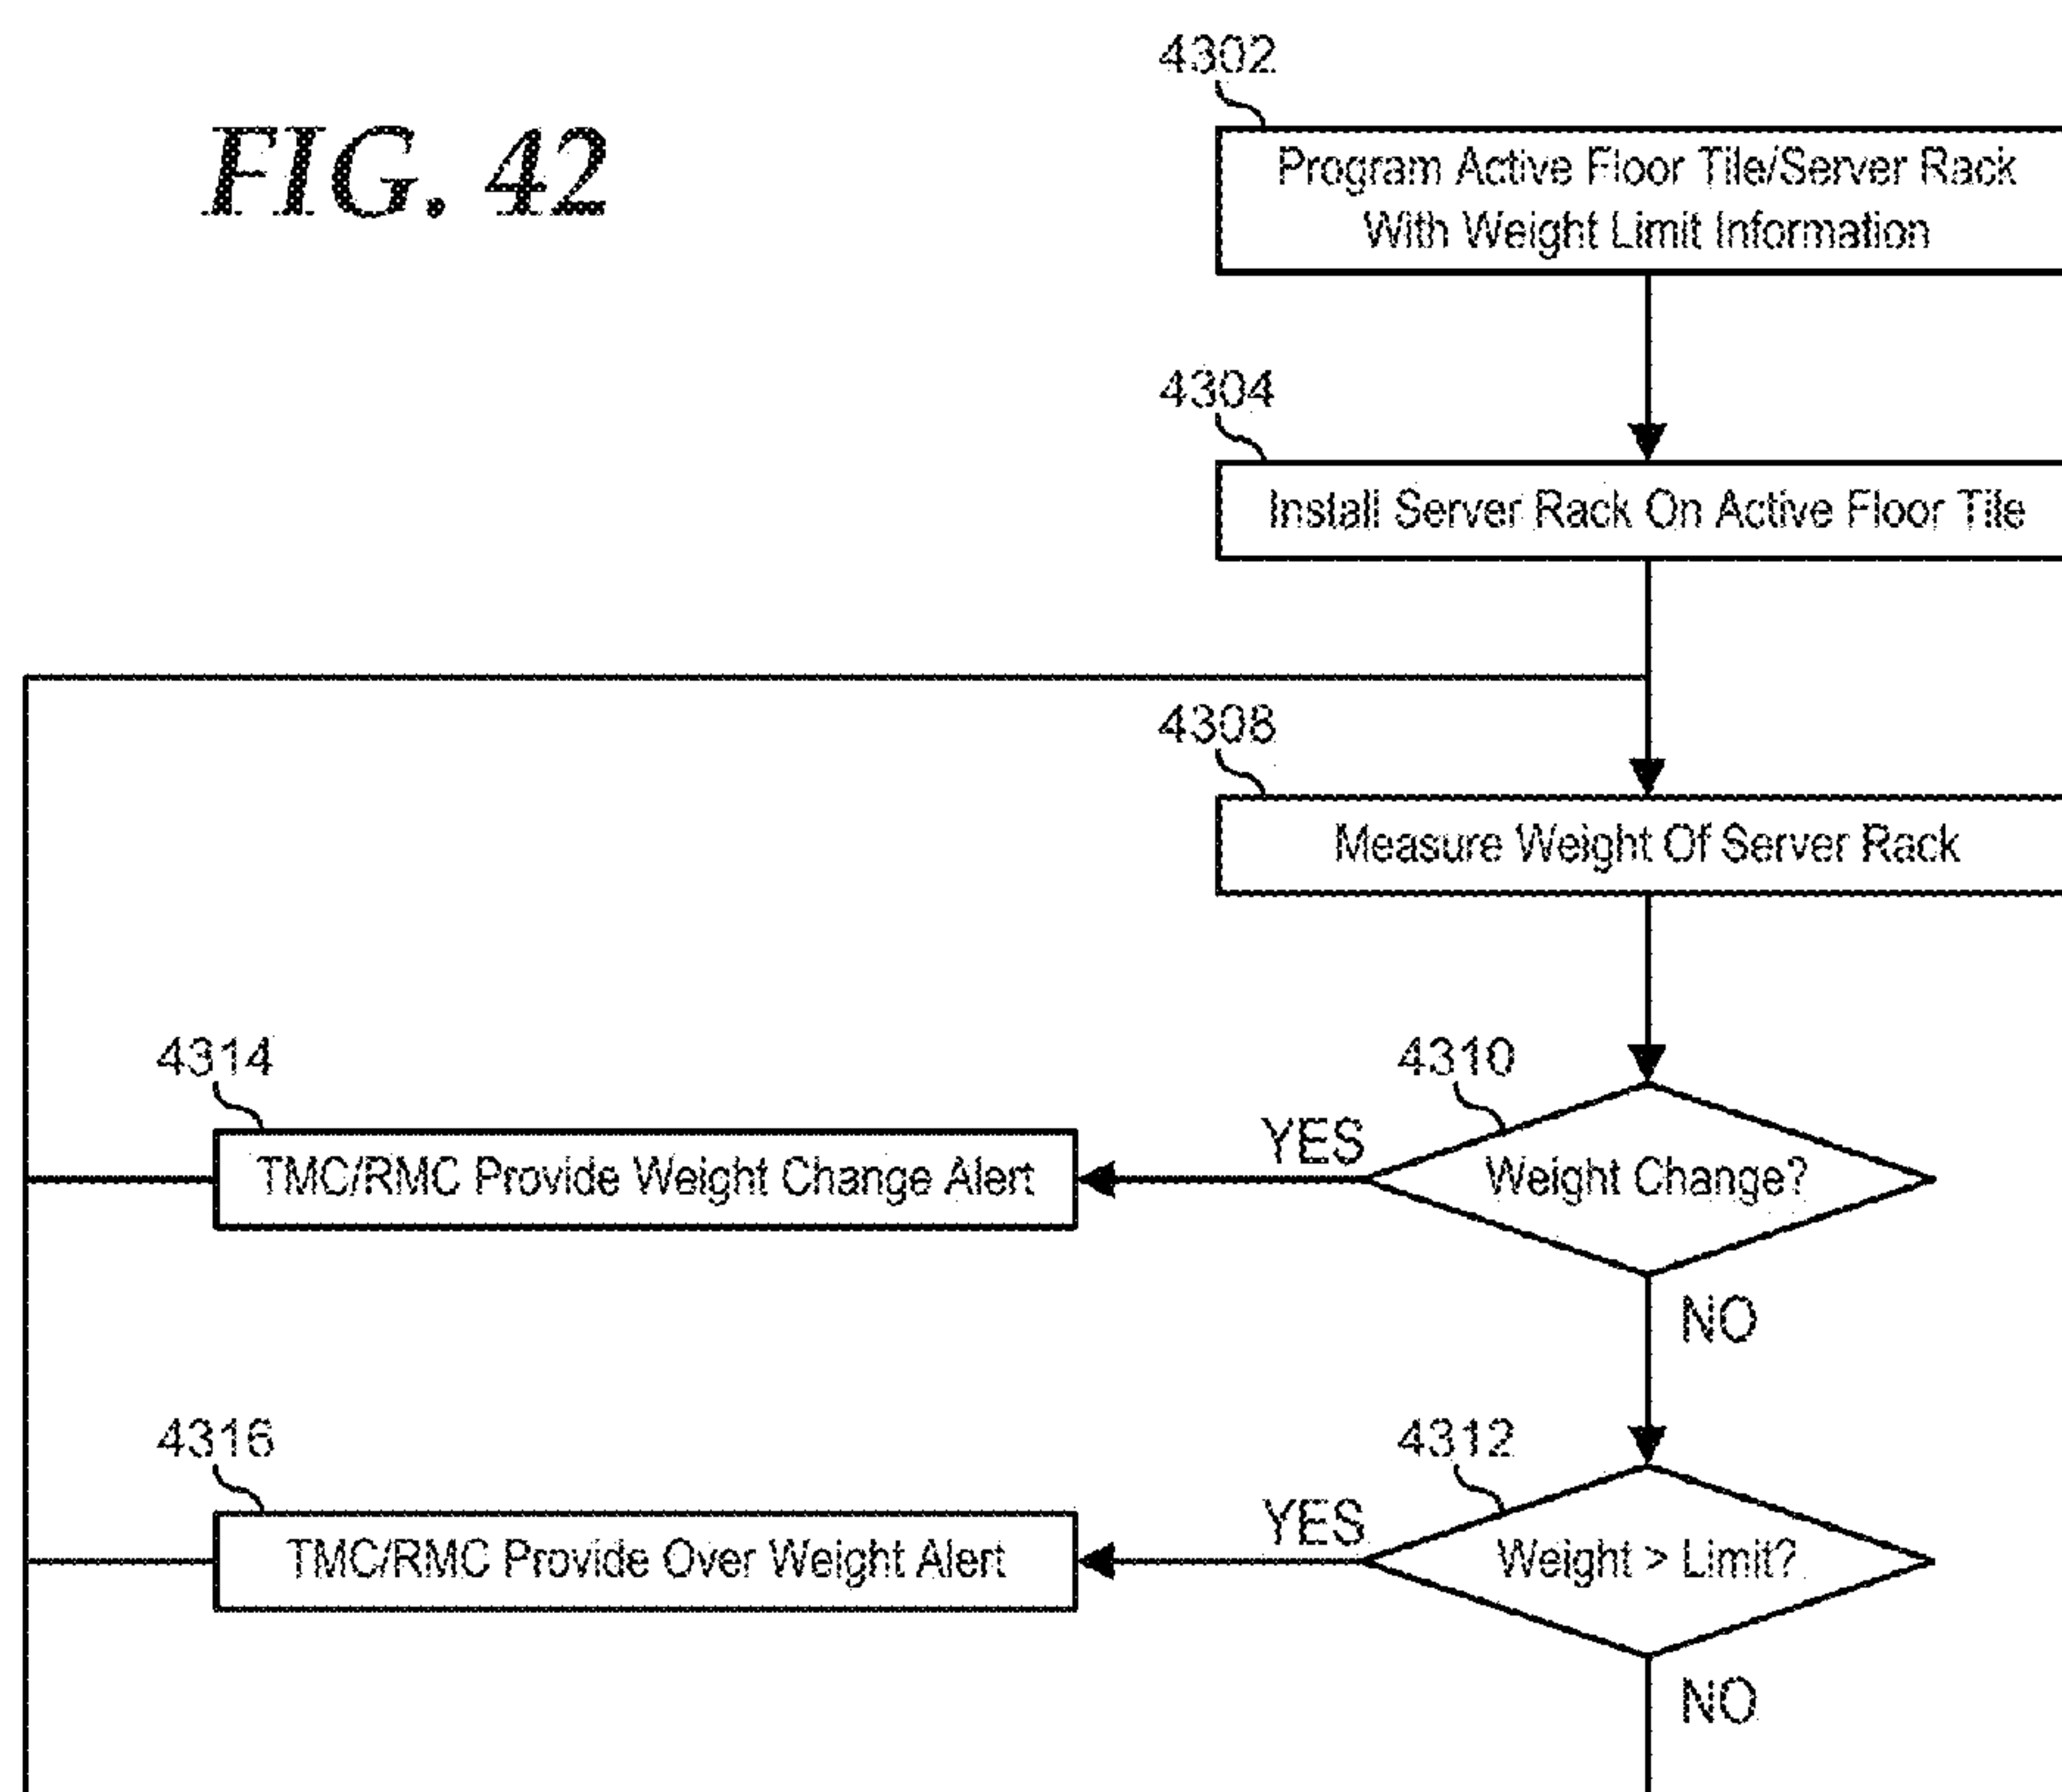 FIG. 42
4302
Program Active Floor Tile/Server Rack
With Weight Limit Information
4304
Install Server Rack On Active Floor Tile
4308
Measure Weight Of Server Rack
4314
TMC/RMC Provide Weight Change Alert
YES
4310
Weight Change?
NO
4316
TMC/RMC Provide Over Weight Alert
YES
4312
Weight > Limit?
NO